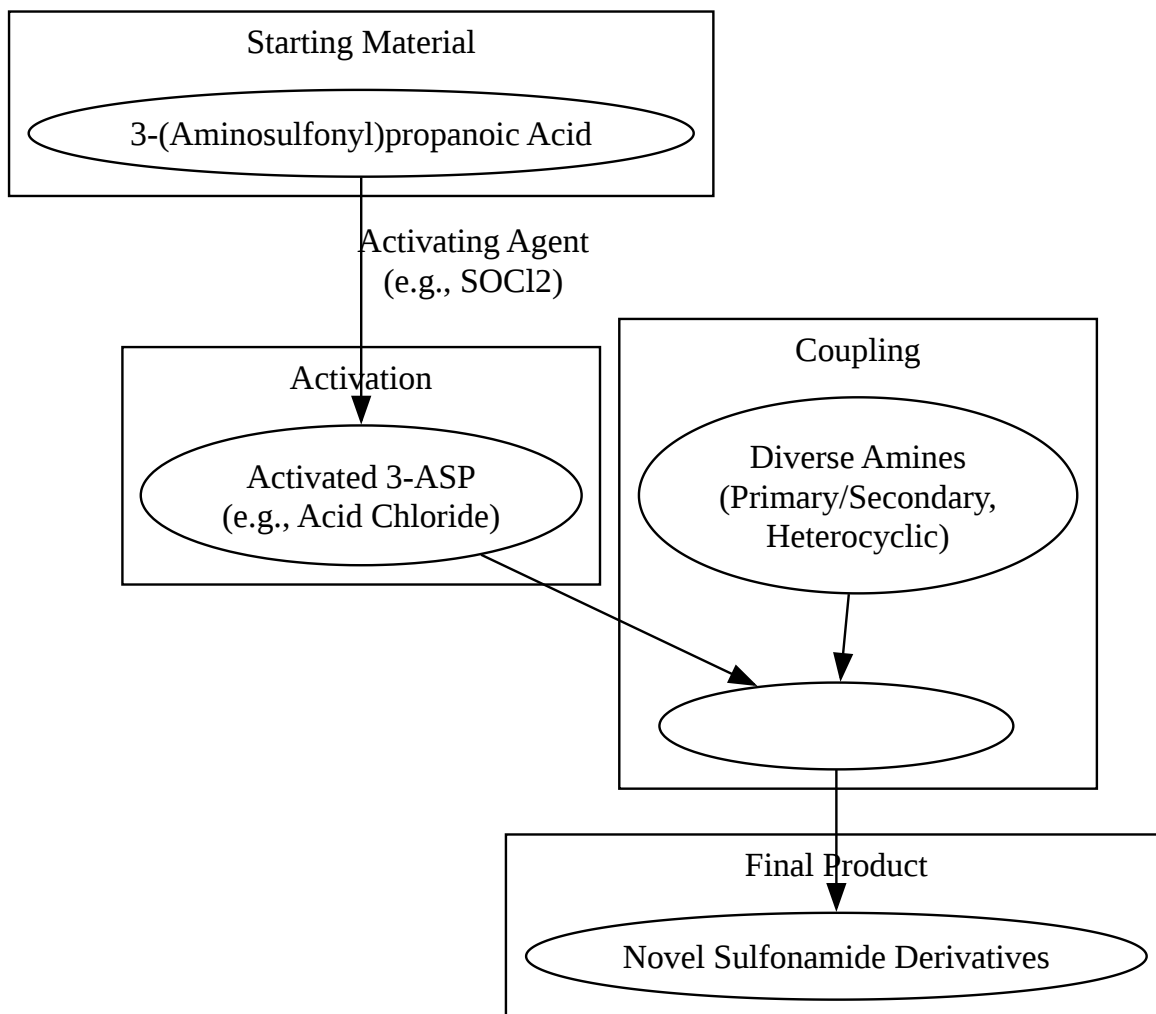 Starting Material
3-(Aminosulfonyl)propanoic Acid
Activating Agent
(e.g., SOCl2)
Activation
Activated 3-ASP
(e.g., Acid Chloride)
Coupling
Diverse Amines
(Primary/Secondary,
Heterocyclic)
Final Product
Novel Sulfonamide Derivatives